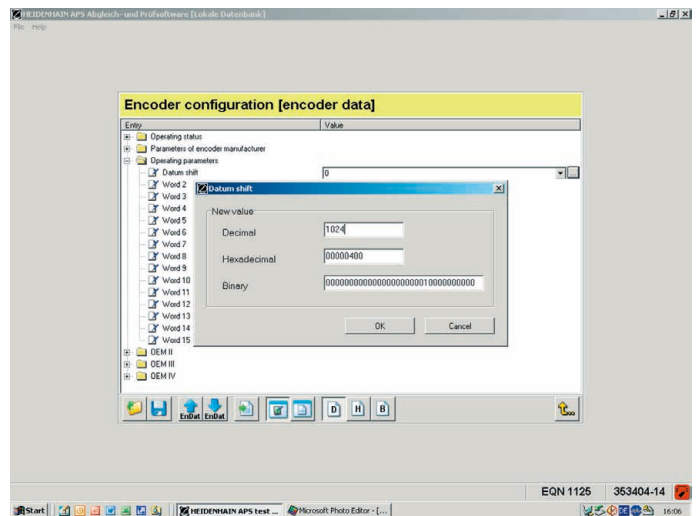 HEIDENHAIN APS Abgleich- und Prüfsoftware [Lokale Datenbank]
File Help
Encoder configuration [encoder data]
Entry Value
Operating status
Parameters of encoder manufacturer
Operating parameters
Datum shift 0
Word 2
Word 3
Word 4
Word 5
Word 6
Word 7
Word 8
Word 9
Word 10
Word 11
Word 12
Word 13
Word 14
Word 15
OEM II
OEM III
OEM IV
Datum shift
New value
Decimal 1024
Hexadecimal 00000400
Binary 00000000000000000000010000000000
OK Cancel
EnDat EnDat D H B
EQN 1125 353404-14
Start HEIDENHAIN APS test ... Microsoft Photo Editor - [... DE 16:06